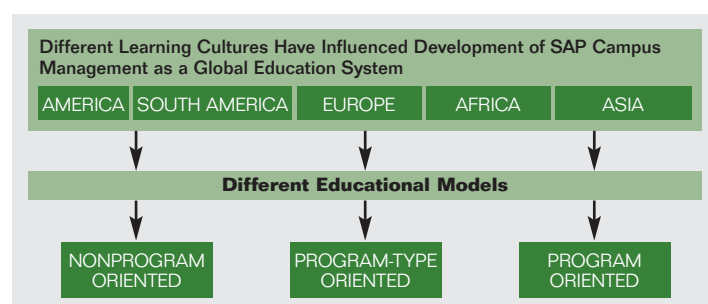 Different Learning Cultures Have Influenced Development of SAP Campus
Management as a Global Education System
AMERICA SOUTH AMERICA EUROPE AFRICA ASIA
Different Educational Models
NONPROGRAM
ORIENTED
PROGRAM-TYPE
ORIENTED
PROGRAM
ORIENTED